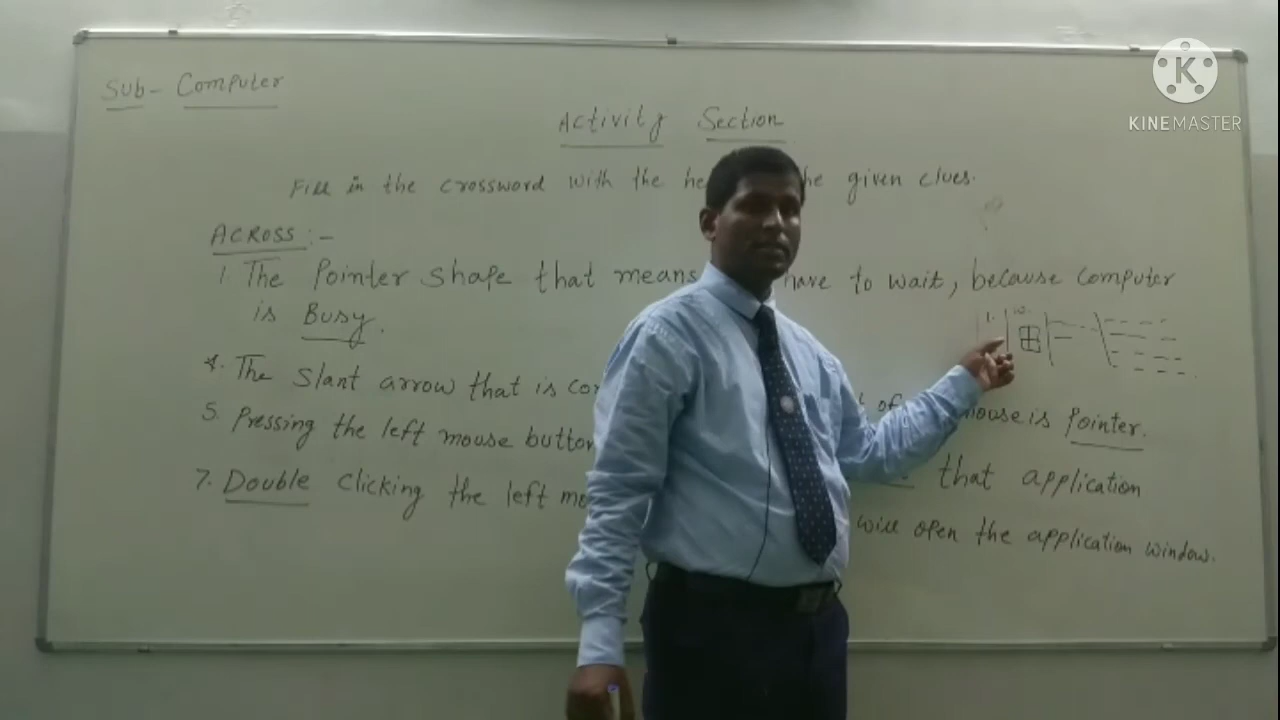 Sub- Computer
KINEMASTER
Activity Section
Fill in the crossword with the he he given clues.
ACROSS :-
1. The Pointer shape that means have to wait, because computer
is Busy.
4. The slant arrow that is co of mouse is Pointer.
5. Pressing the left mouse button that application
7. Double clicking the left mo will open the application window.